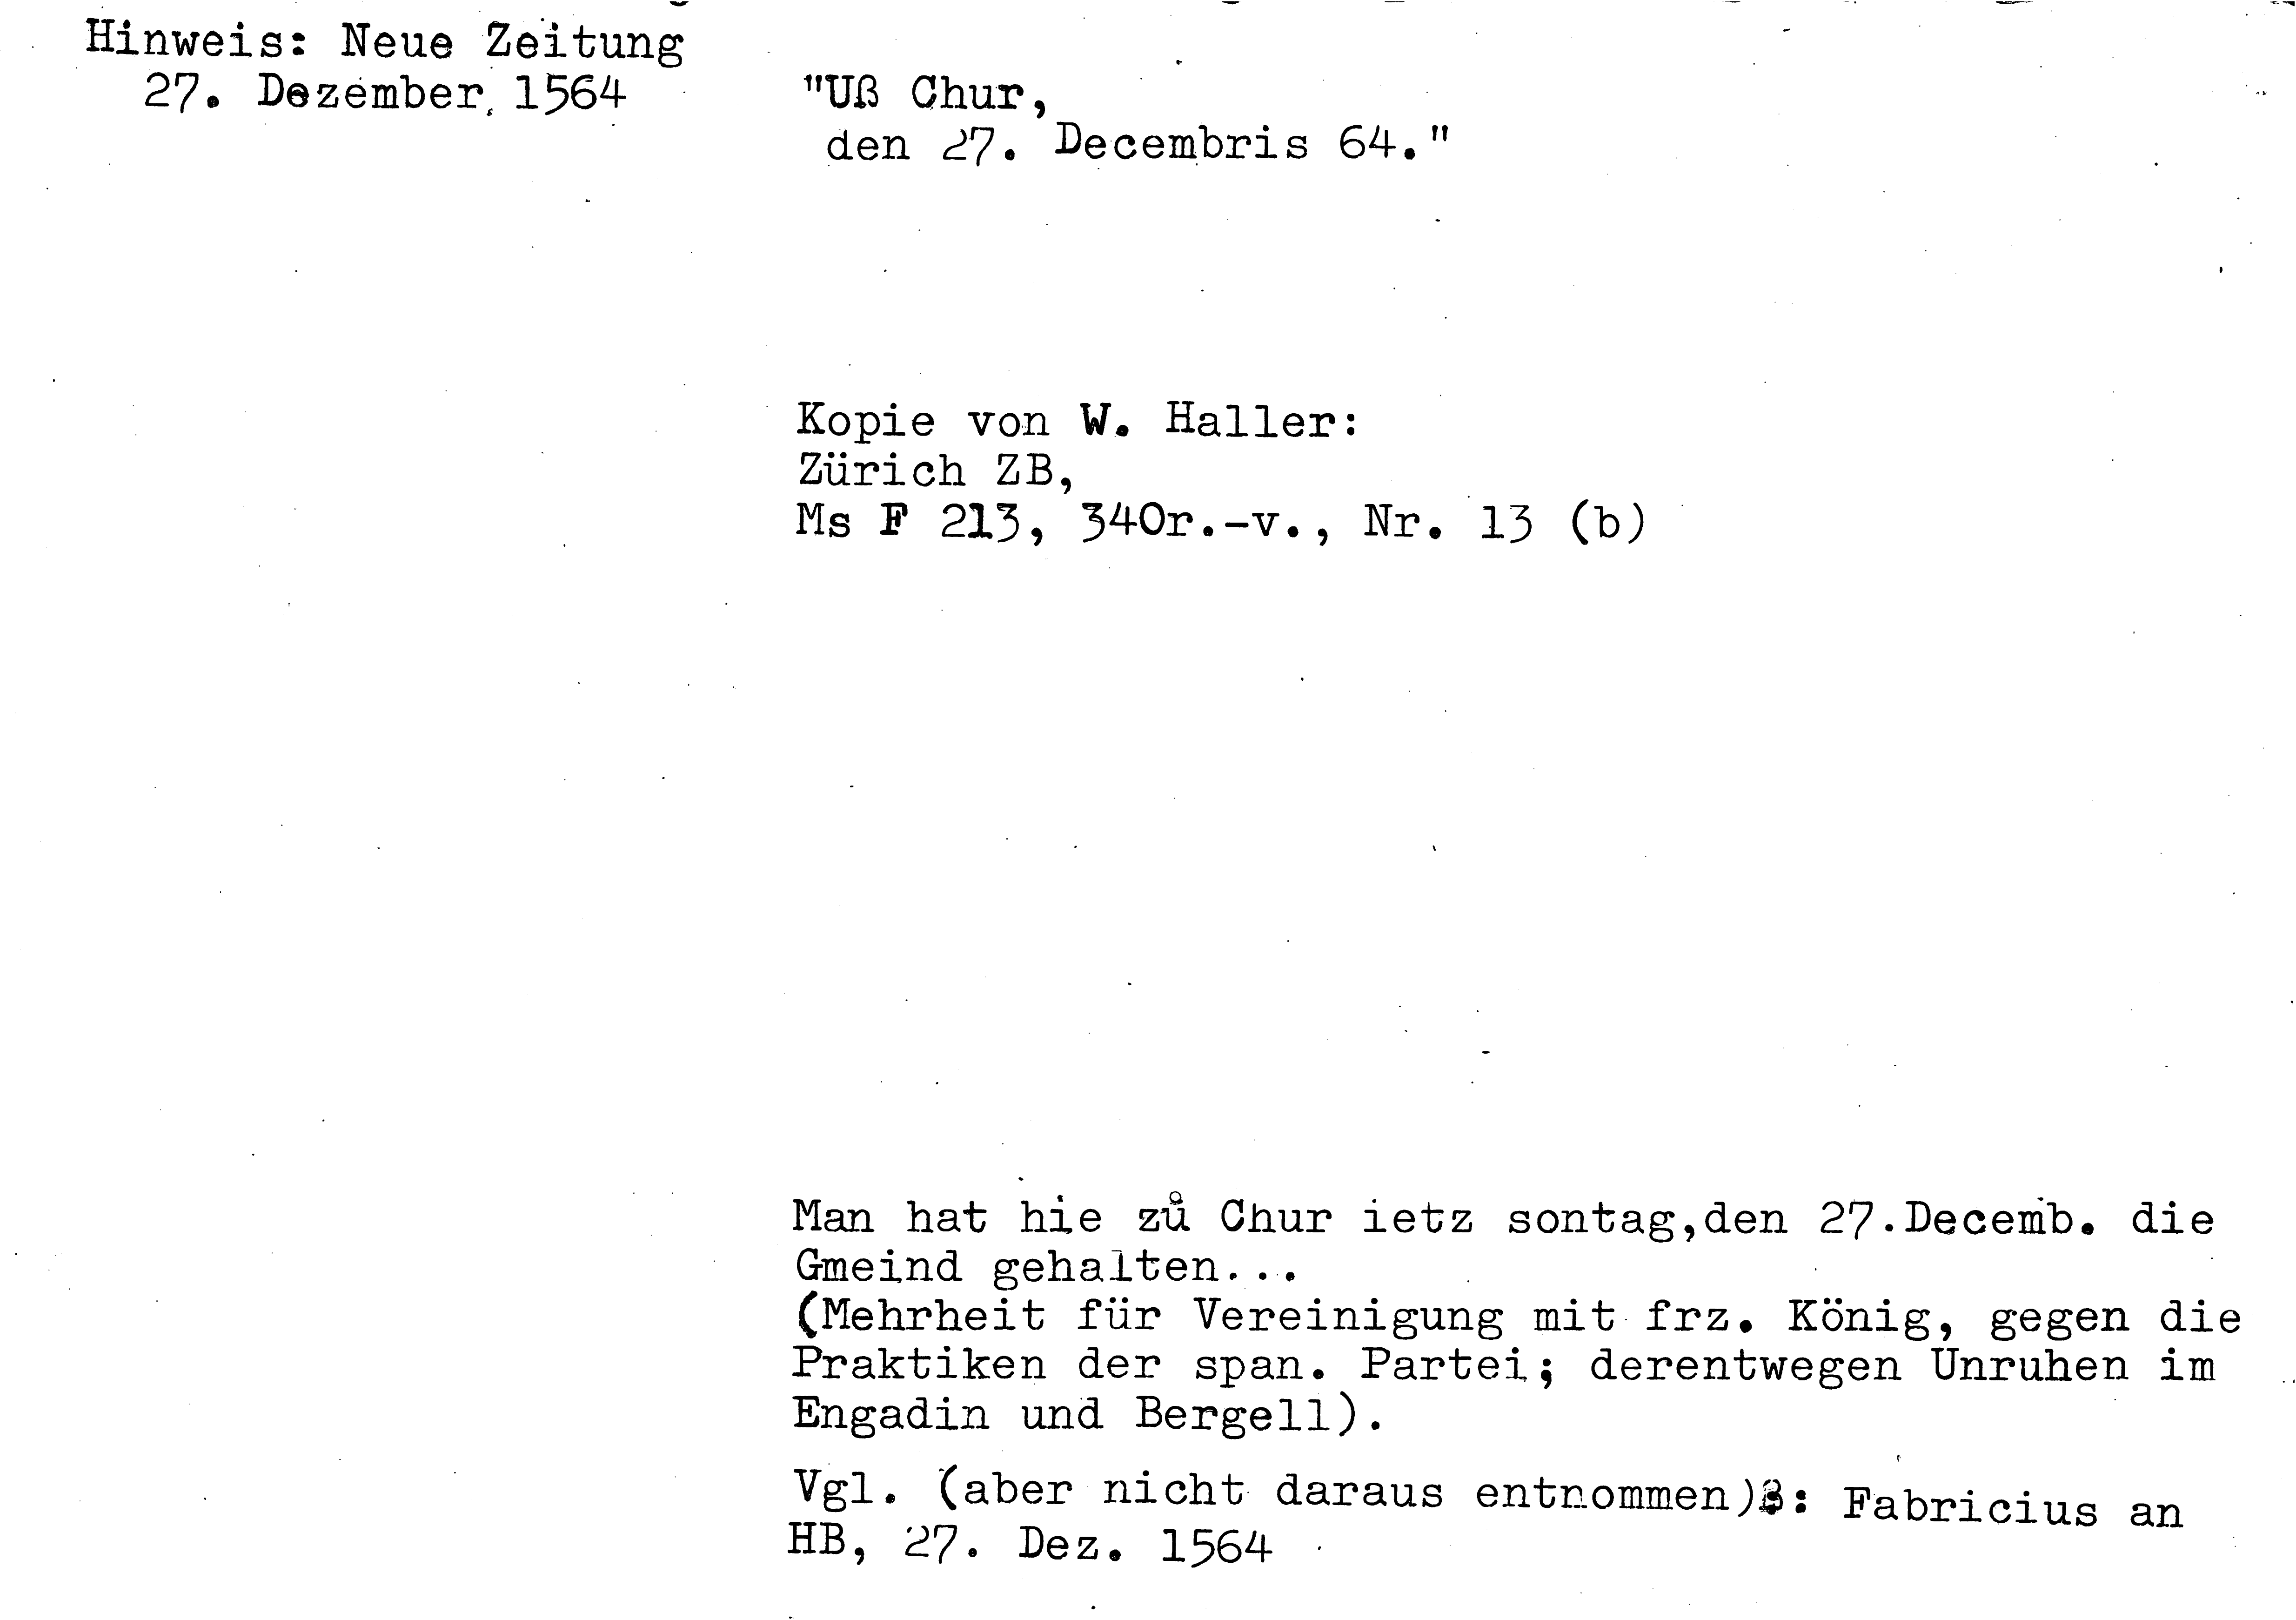 Hinweis: Neue Zeitung
27. Dezember 1564
"Uß Chur,
den 27. Decembris 64."
Kopie von W. Haller:
Zürich ZB,
Ms F 213, 340r.-v., Nr. 13 (b)
Man hat hie zů Chur ietz sontag,den 27.Decemb. die
Gmeind gehalten...
(Mehrheit für Vereinigung mit frz. König, gegen die
Praktiken der span. Partei; derentwegen Unruhen im
Engadin und Bergell).
Vgl. (aber nicht daraus entnommen): Fabricius an
HB, 27. Dez. 1564